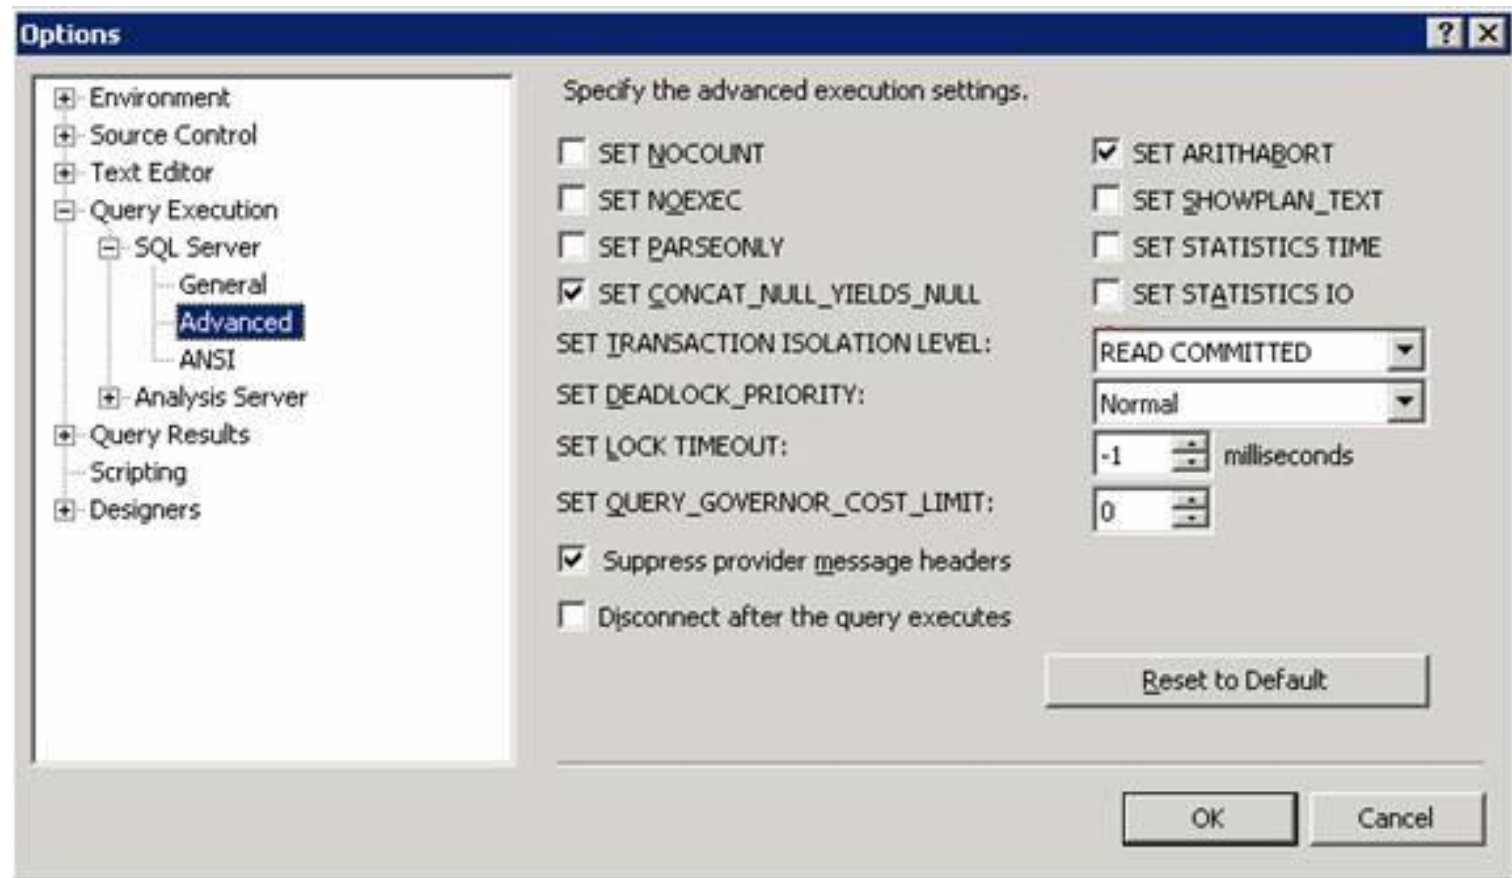 Options
Environment
Source Control
Text Editor
Query Execution
SQL Server
General
Advanced
ANSI
Analysis Server
Query Results
Scripting
Designers
Specify the advanced execution settings.
SET NOCOUNT
SET ARITHABORT
SET NOEXEC
SET SHOWPLAN_TEXT
SET PARSEONLY
SET STATISTICS TIME
SET CONCAT_NULL_YIELDS_NULL
SET STATISTICS IO
SET TRANSACTION ISOLATION LEVEL:
READ COMMITTED
SET DEADLOCK_PRIORITY:
Normal
SET LOCK TIMEOUT:
-1 milliseconds
SET QUERY_GOVERNOR_COST_LIMIT:
0
Suppress provider message headers
Disconnect after the query executes
Reset to Default
OK
Cancel